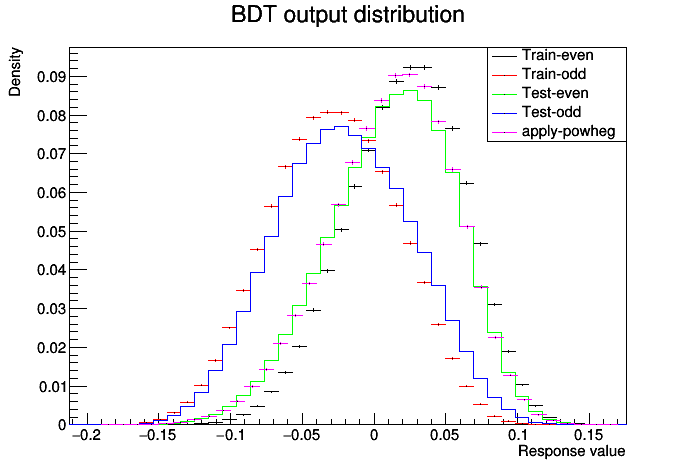 BDT output distribution
Density
0.09
0.08
0.07
0.06
0.05
0.04
0.03
0.02
0.01
0
−0.2
−0.15
−0.1
−0.05
0
0.05
0.1
0.15
Response value
Train-even
Train-odd
Test-even
Test-odd
apply-powheg